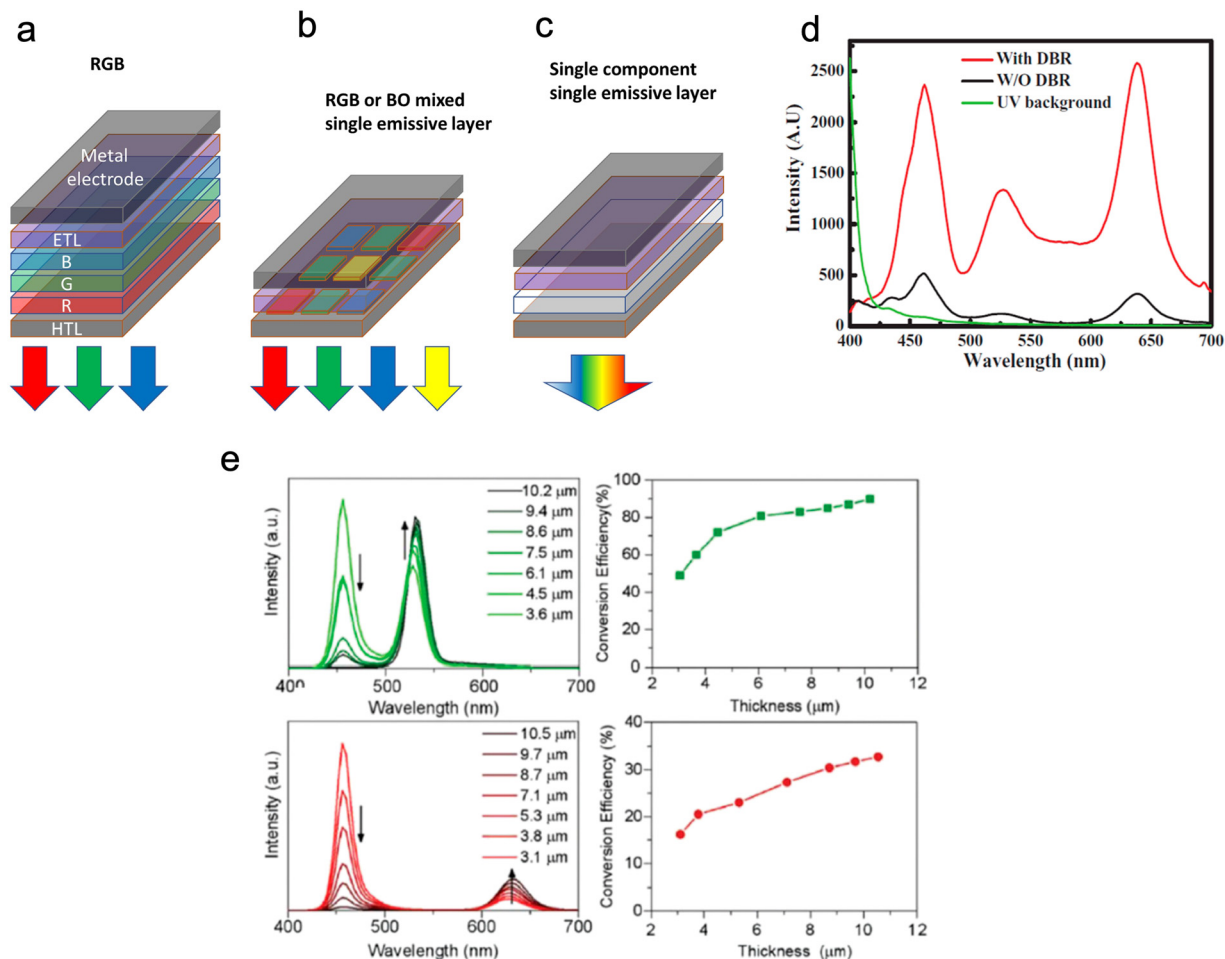 a
RGB
Metal
electrode
ETL
B
G
R
HTL
b
RGB or BO mixed
single emissive layer
c
Single component
single emissive layer
d
With DBR
W/O DBR
UV background
Intensity (A.U)
2500
2000
1500
1000
500
0
400 450 500 550 600 650 700
Wavelength (nm)
e
Intensity (a.u.)
10.2 μm
9.4 μm
8.6 μm
7.5 μm
6.1 μm
4.5 μm
3.6 μm
400 500 600 700
Wavelength (nm)
Conversion Efficiency(%)
100
80
60
40
20
0
2 4 6 8 10 12
Thickness (μm)
Intensity (a.u.)
10.5 μm
9.7 μm
8.7 μm
7.1 μm
5.3 μm
3.8 μm
3.1 μm
400 500 600 700
Wavelength (nm)
Conversion Efficiency (%)
40
30
20
10
0
2 4 6 8 10 12
Thickness (μm)